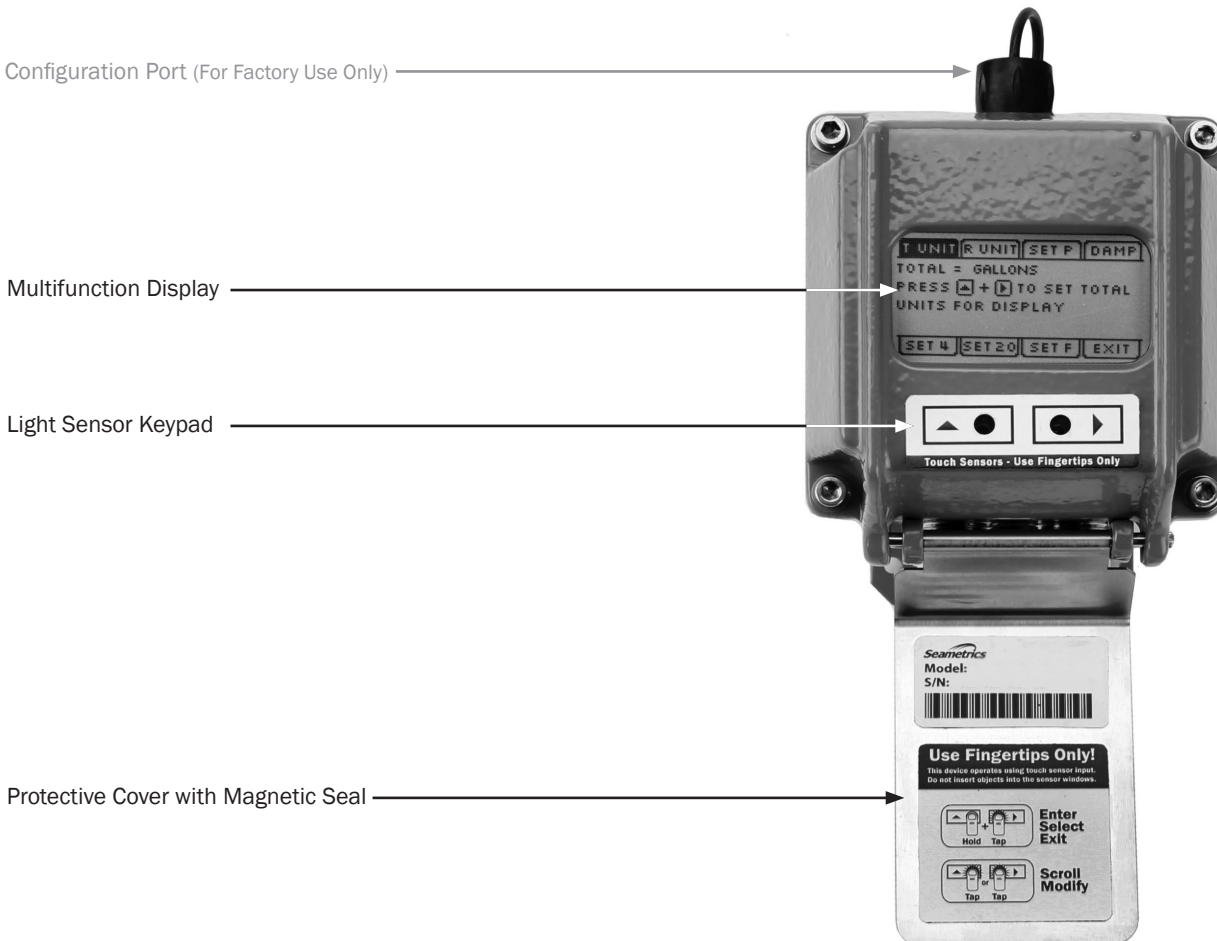 Configuration Port (For Factory Use Only)
T UNIT R UNIT SET P DAMP
TOTAL = GALLONS
PRESS + TO SET TOTAL
UNITS FOR DISPLAY
SET 4 SET 20 SET F EXIT
Multifunction Display
Light Sensor Keypad
Touch Sensors - Use Fingertips Only
Seametrics
Model:
S/N:
Use Fingertips Only!
This device operates using touch sensor input.
Do not insert objects into the sensor windows.
Protective Cover with Magnetic Seal
+
Hold Tap
Enter
Select
Exit
or
Tap Tap
Scroll
Modify